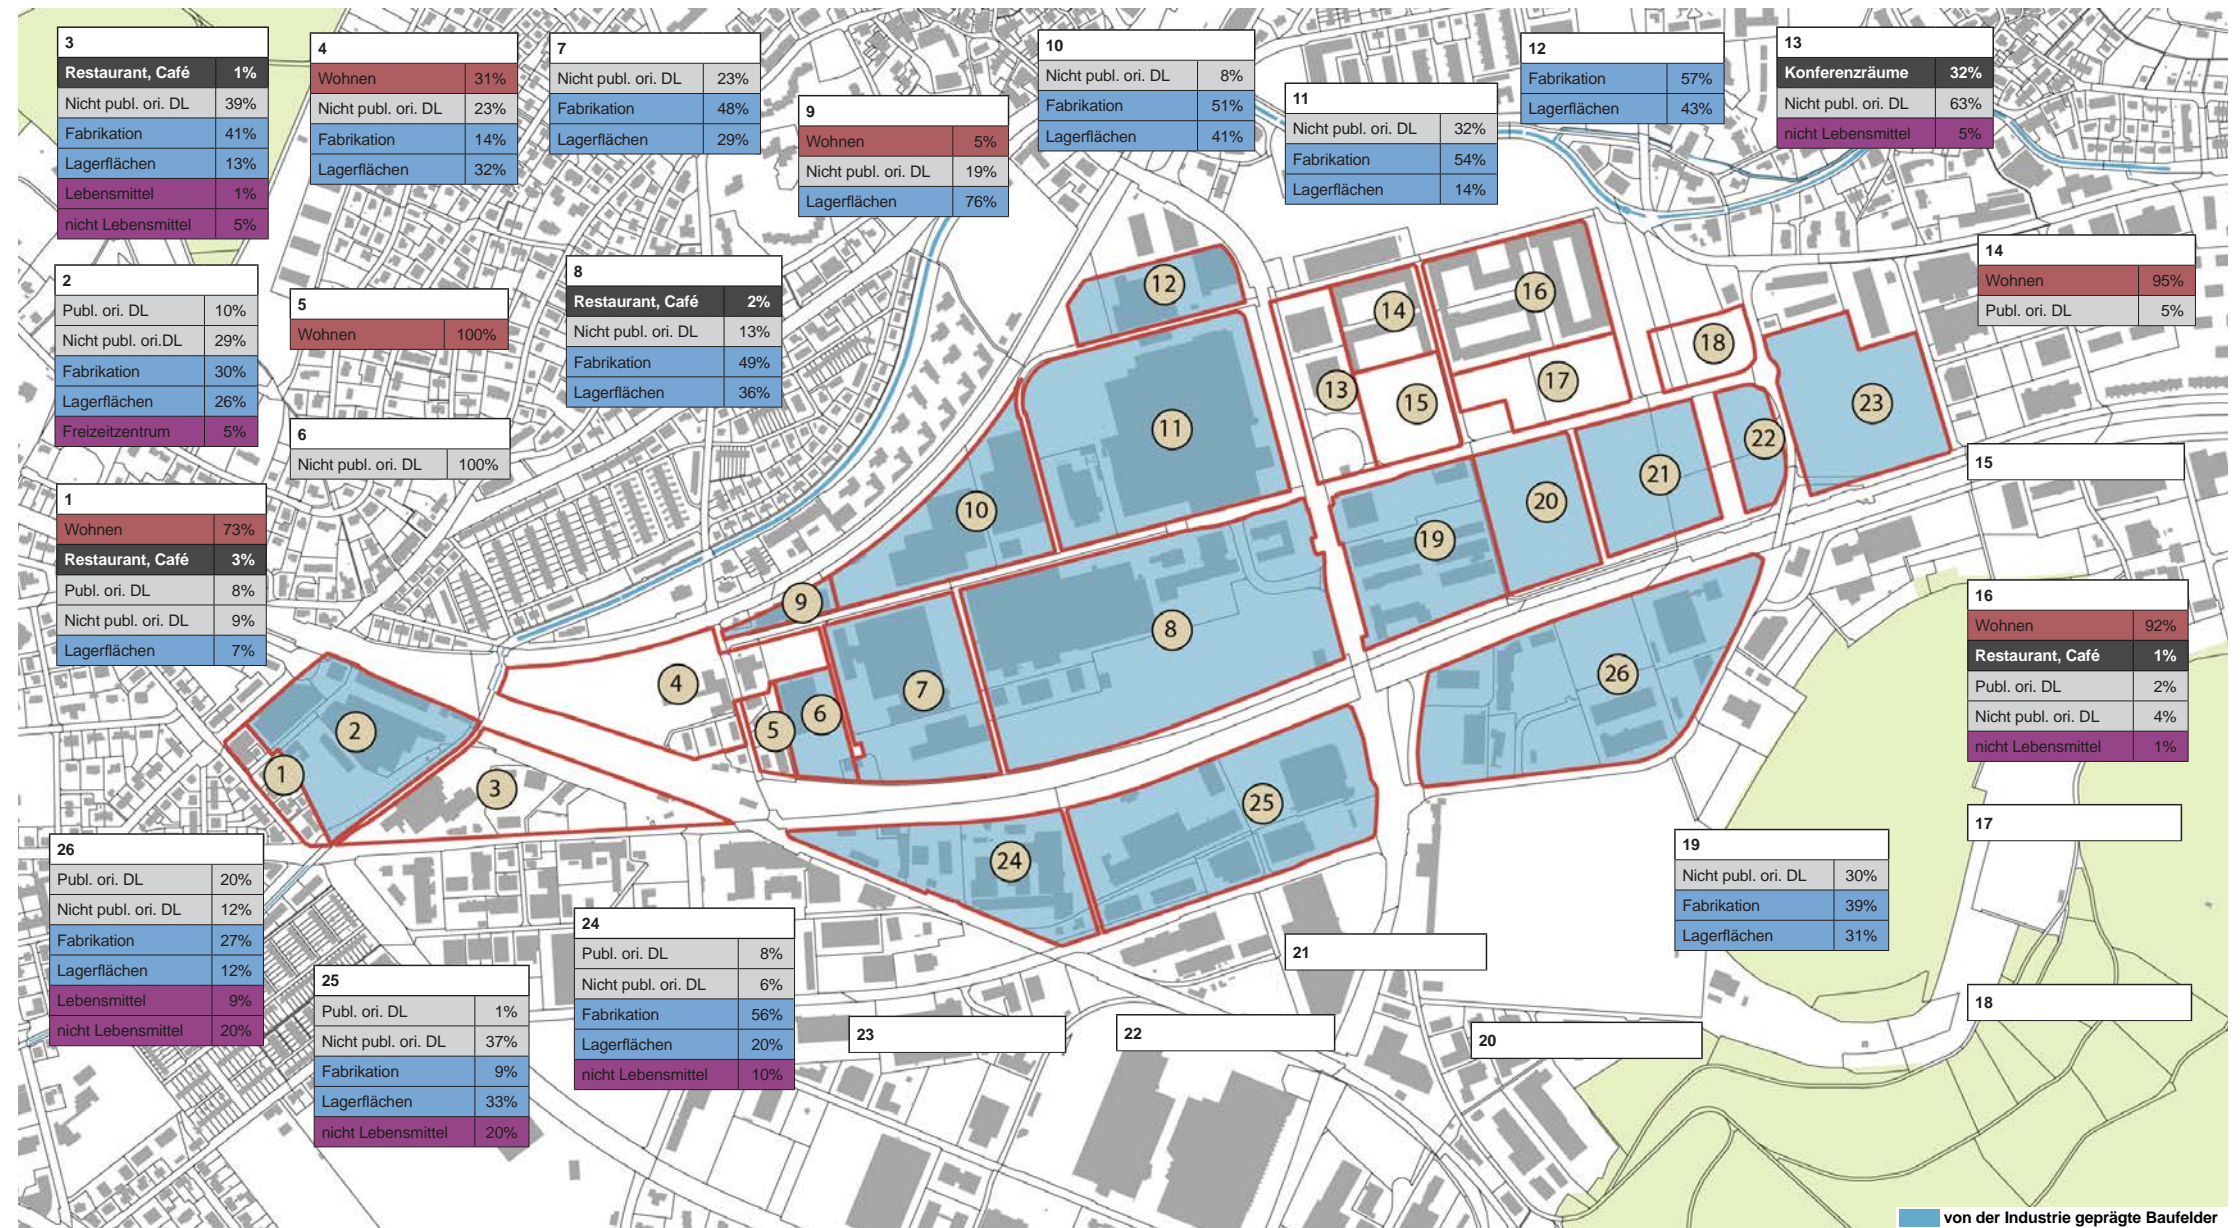 3
Restaurant, Café 1%
Nicht publ. ori. DL 39%
Fabrikation 41%
Lagerflächen 13%
Lebensmittel 1%
nicht Lebensmittel 5%
4
Wohnen 31%
Nicht publ. ori. DL 23%
Fabrikation 14%
Lagerflächen 32%
7
Nicht publ. ori. DL 23%
Fabrikation 48%
Lagerflächen 29%
9
Wohnen 5%
Nicht publ. ori. DL 19%
Lagerflächen 76%
10
Nicht publ. ori. DL 8%
Fabrikation 51%
Lagerflächen 41%
11
Nicht publ. ori. DL 32%
Fabrikation 54%
Lagerflächen 14%
12
Fabrikation 57%
Lagerflächen 43%
13
Konferenzräume 32%
Nicht publ. ori. DL 63%
nicht Lebensmittel 5%
2
Publ. ori. DL 10%
Nicht publ. ori.DL 29%
Fabrikation 30%
Lagerflächen 26%
Freizeitzentrum 5%
5
Wohnen 100%
8
Restaurant, Café 2%
Nicht publ. ori. DL 13%
Fabrikation 49%
Lagerflächen 36%
14
Wohnen 95%
Publ. ori. DL 5%
6
Nicht publ. ori. DL 100%
15
1
Wohnen 73%
Restaurant, Café 3%
Publ. ori. DL 8%
Nicht publ. ori. DL 9%
Lagerflächen 7%
16
Wohnen 92%
Restaurant, Café 1%
Publ. ori. DL 2%
Nicht publ. ori. DL 4%
nicht Lebensmittel 1%
12
14
16
18
13
15
17
23
11
22
10
19
20
21
9
8
4
5
6
7
26
2
1
3
25
24
17
26
Publ. ori. DL 20%
Nicht publ. ori. DL 12%
Fabrikation 27%
Lagerflächen 12%
Lebensmittel 9%
nicht Lebensmittel 20%
19
Nicht publ. ori. DL 30%
Fabrikation 39%
Lagerflächen 31%
25
Publ. ori. DL 1%
Nicht publ. ori. DL 37%
Fabrikation 9%
Lagerflächen 33%
nicht Lebensmittel 20%
24
Publ. ori. DL 8%
Nicht publ. ori. DL 6%
Fabrikation 56%
Lagerflächen 20%
nicht Lebensmittel 10%
21
18
23
22
20
von der Industrie geprägte Baufelder